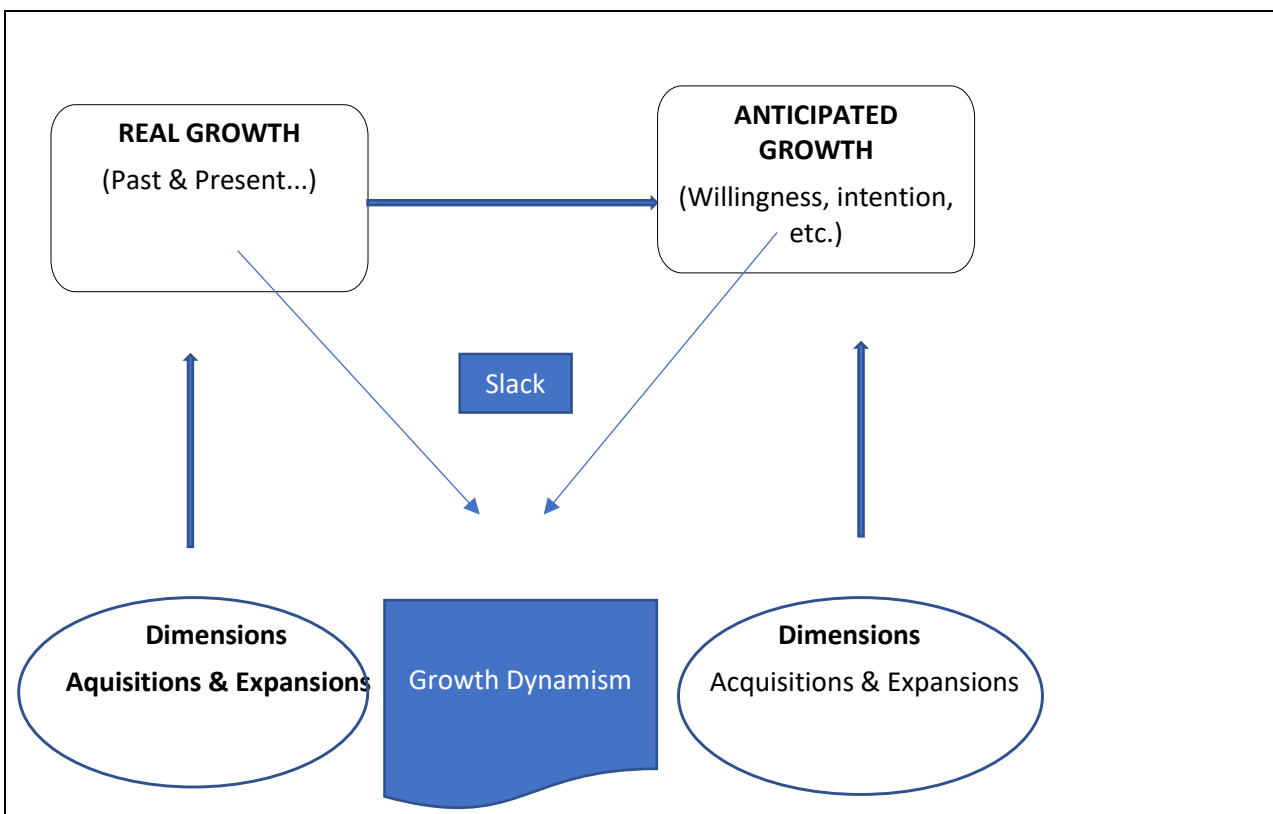 REAL GROWTH
(Past & Present...)
ANTICIPATED
GROWTH
(Willingness, intention,
etc.)
Slack
Dimensions
Aquisitions & Expansions
Growth Dynamism
Dimensions
Acquisitions & Expansions